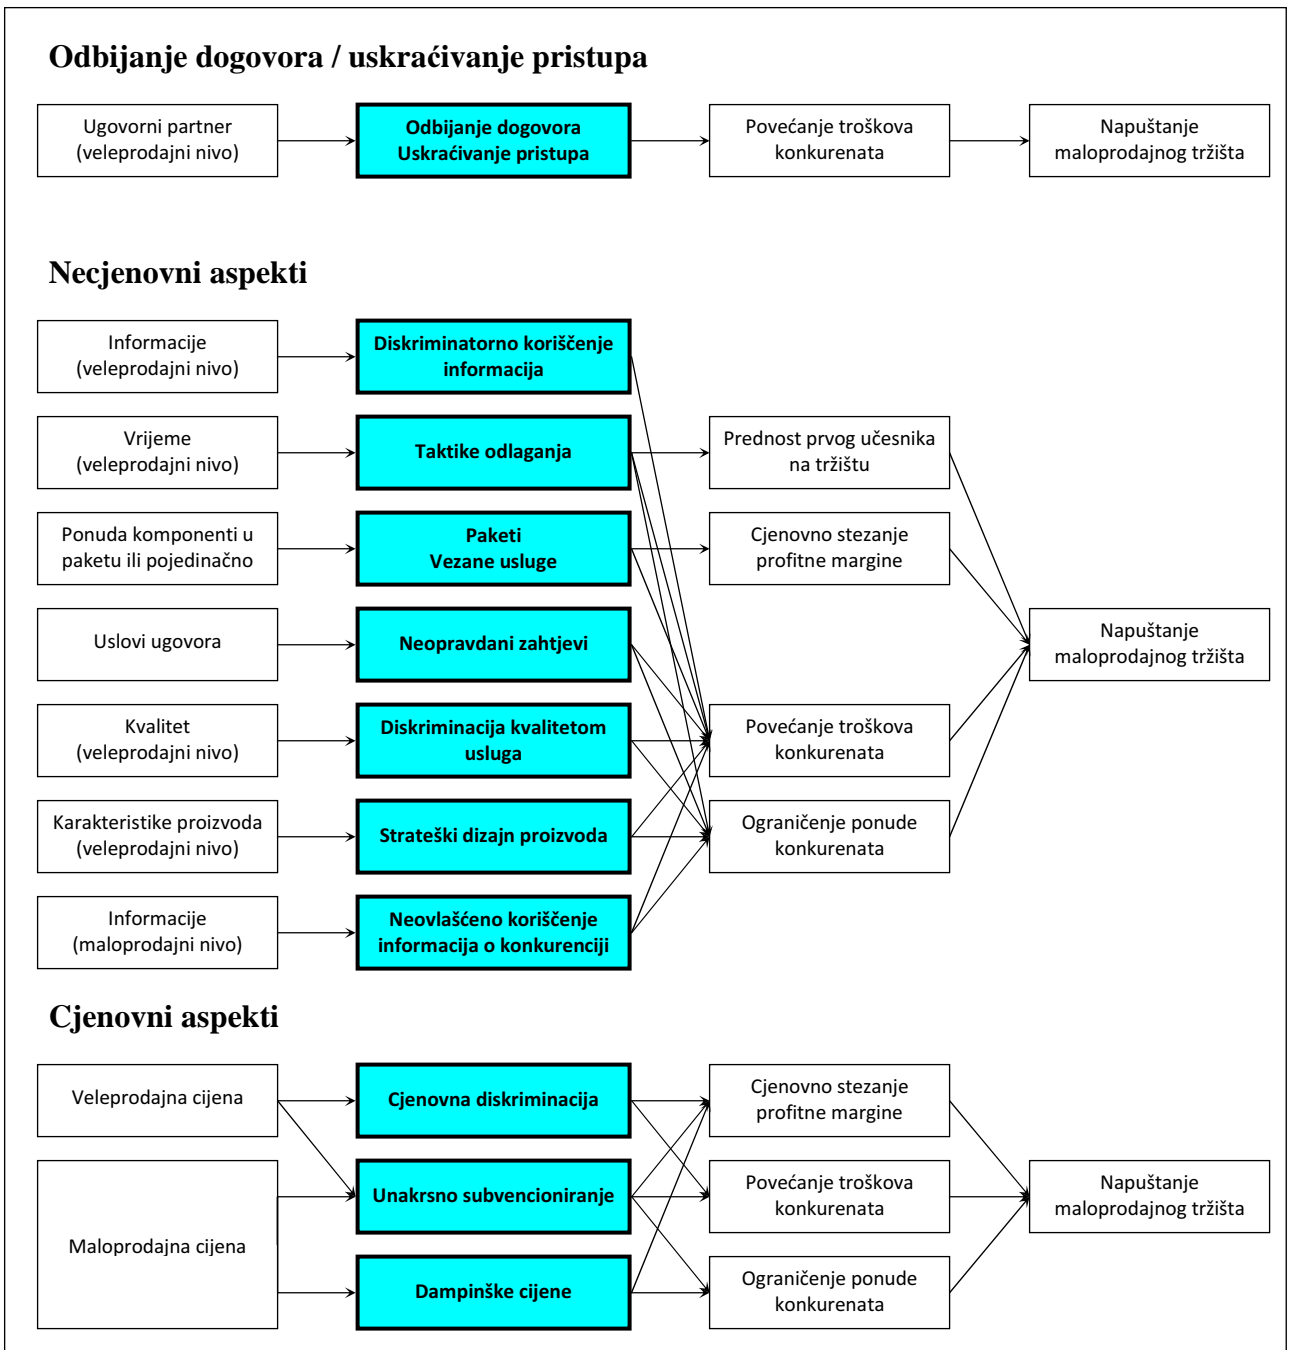 Odbijanje dogovora / uskraćivanje pristupa
Ugovorni partner
(veleprodajni nivo)
Odbijanje dogovora
Uskraćivanje pristupa
Povećanje troškova
konkurenata
Napuštanje
maloprodajnog tržišta
Necjenovni aspekti
Informacije
(veleprodajni nivo)
Diskriminatorno koriščenje
informacija
Vrijeme
(veleprodajni nivo)
Taktike odlaganja
Prednost prvog učesnika
na tržištu
Ponuda komponenti u
paketu ili pojedinačno
Paketi
Vezane usluge
Cjenovno stezanje
profitne margine
Uslovi ugovora
Neopravdani zahtjevi
Napuštanje
maloprodajnog tržišta
Kvalitet
(veleprodajni nivo)
Diskriminacija kvalitetom
usluga
Povećanje troškova
konkurenata
Karakteristike proizvoda
(veleprodajni nivo)
Strateški dizajn proizvoda
Ograničenje ponude
konkurenata
Informacije
(maloprodajni nivo)
Neovlašćeno koriščenje
informacija o konkurenciji
Cjenovni aspekti
Veleprodajna cijena
Cjenovna diskriminacija
Cjenovno stezanje
profitne margine
Maloprodajna cijena
Unakrsno subvencioniranje
Povećanje troškova
konkurenata
Napuštanje
maloprodajnog tržišta
Dampinške cijene
Ograničenje ponude
konkurenata